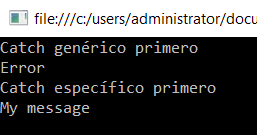 file:///c:/users/administrator/docu
Catch genérico primero
Error
Catch específico primero
My message